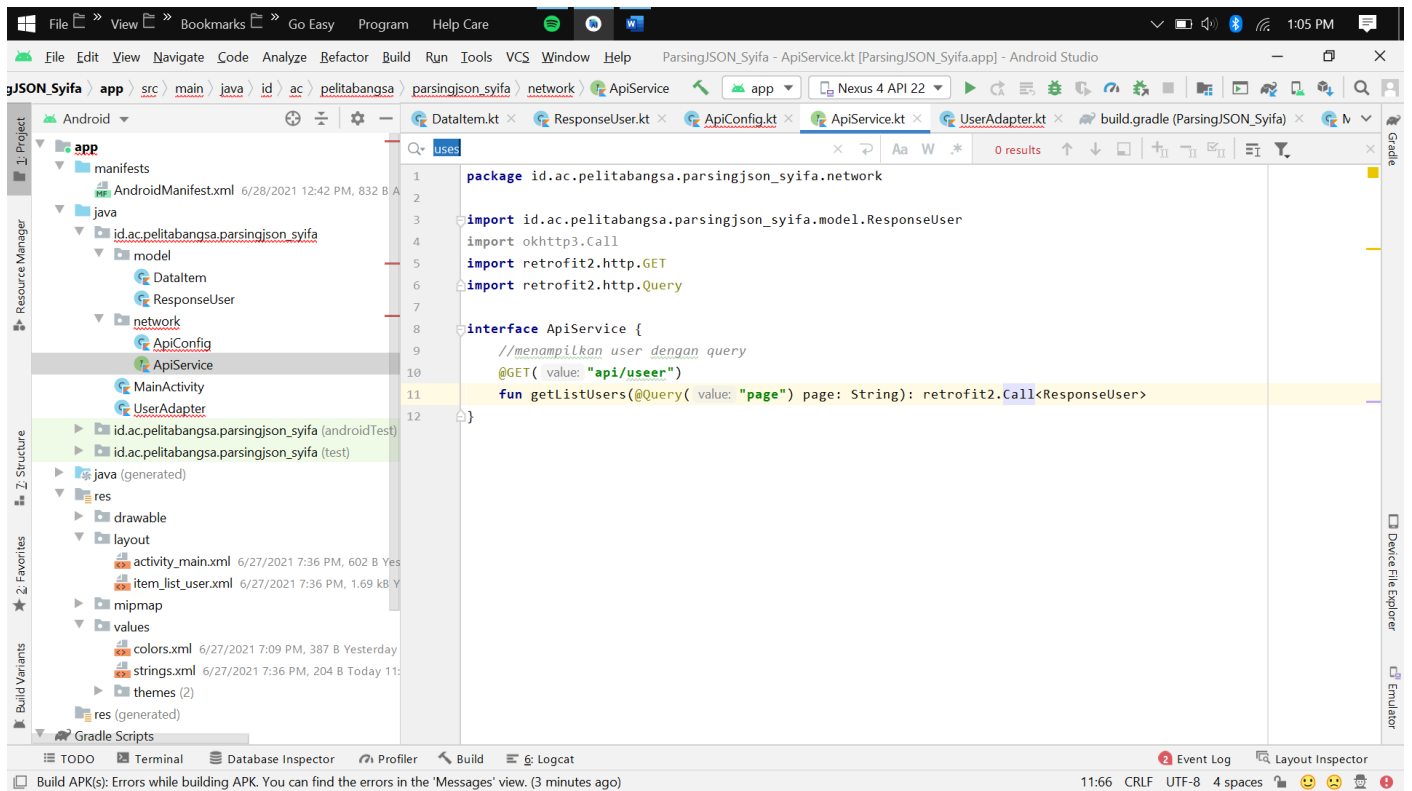 File » View » Bookmarks » Go Easy Program Help Care 1:05 PM
File Edit View Navigate Code Analyze Refactor Build Run Tools VCS Window Help ParsingJSON_Syifa - ApiService.kt [ParsingJSON_Syifa.app] - Android Studio
gJSON_Syifa app src main java id ac pelitabangsa parsingjson_syifa network ApiService app Nexus 4 API 22
Android DataItem.kt ResponseUser.kt ApiConfig.kt ApiService.kt UserAdapter.kt build.gradle (ParsingJSON_Syifa)
uses Aa W .* 0 results
1: Project
Resource Manager
7: Structure
2: Favorites
Build Variants
app
manifests
AndroidManifest.xml 6/28/2021 12:42 PM, 832 B A
java
id.ac.pelitabangsa.parsingjson_syifa
model
DataItem
ResponseUser
network
ApiConfig
ApiService
MainActivity
UserAdapter
id.ac.pelitabangsa.parsingjson_syifa (androidTest)
id.ac.pelitabangsa.parsingjson_syifa (test)
java (generated)
res
drawable
layout
activity_main.xml 6/27/2021 7:36 PM, 602 B Yes
item_list_user.xml 6/27/2021 7:36 PM, 1.69 kB Y
mipmap
values
colors.xml 6/27/2021 7:09 PM, 387 B Yesterday
strings.xml 6/27/2021 7:36 PM, 204 B Today 11:
themes (2)
res (generated)
Gradle Scripts
1 package id.ac.pelitabangsa.parsingjson_syifa.network
2
3 import id.ac.pelitabangsa.parsingjson_syifa.model.ResponseUser
4 import okhttp3.Call
5 import retrofit2.http.GET
6 import retrofit2.http.Query
7
8 interface ApiService {
9 //menampilkan user dengan query
10 @GET( value: "api/useer")
11 fun getListUsers(@Query( value: "page") page: String): retrofit2.Call<ResponseUser>
12 }
Gradle
Device File Explorer
Emulator
TODO Terminal Database Inspector Profiler Build 6: Logcat 2 Event Log Layout Inspector
Build APK(s): Errors while building APK. You can find the errors in the 'Messages' view. (3 minutes ago) 11:66 CRLF UTF-8 4 spaces